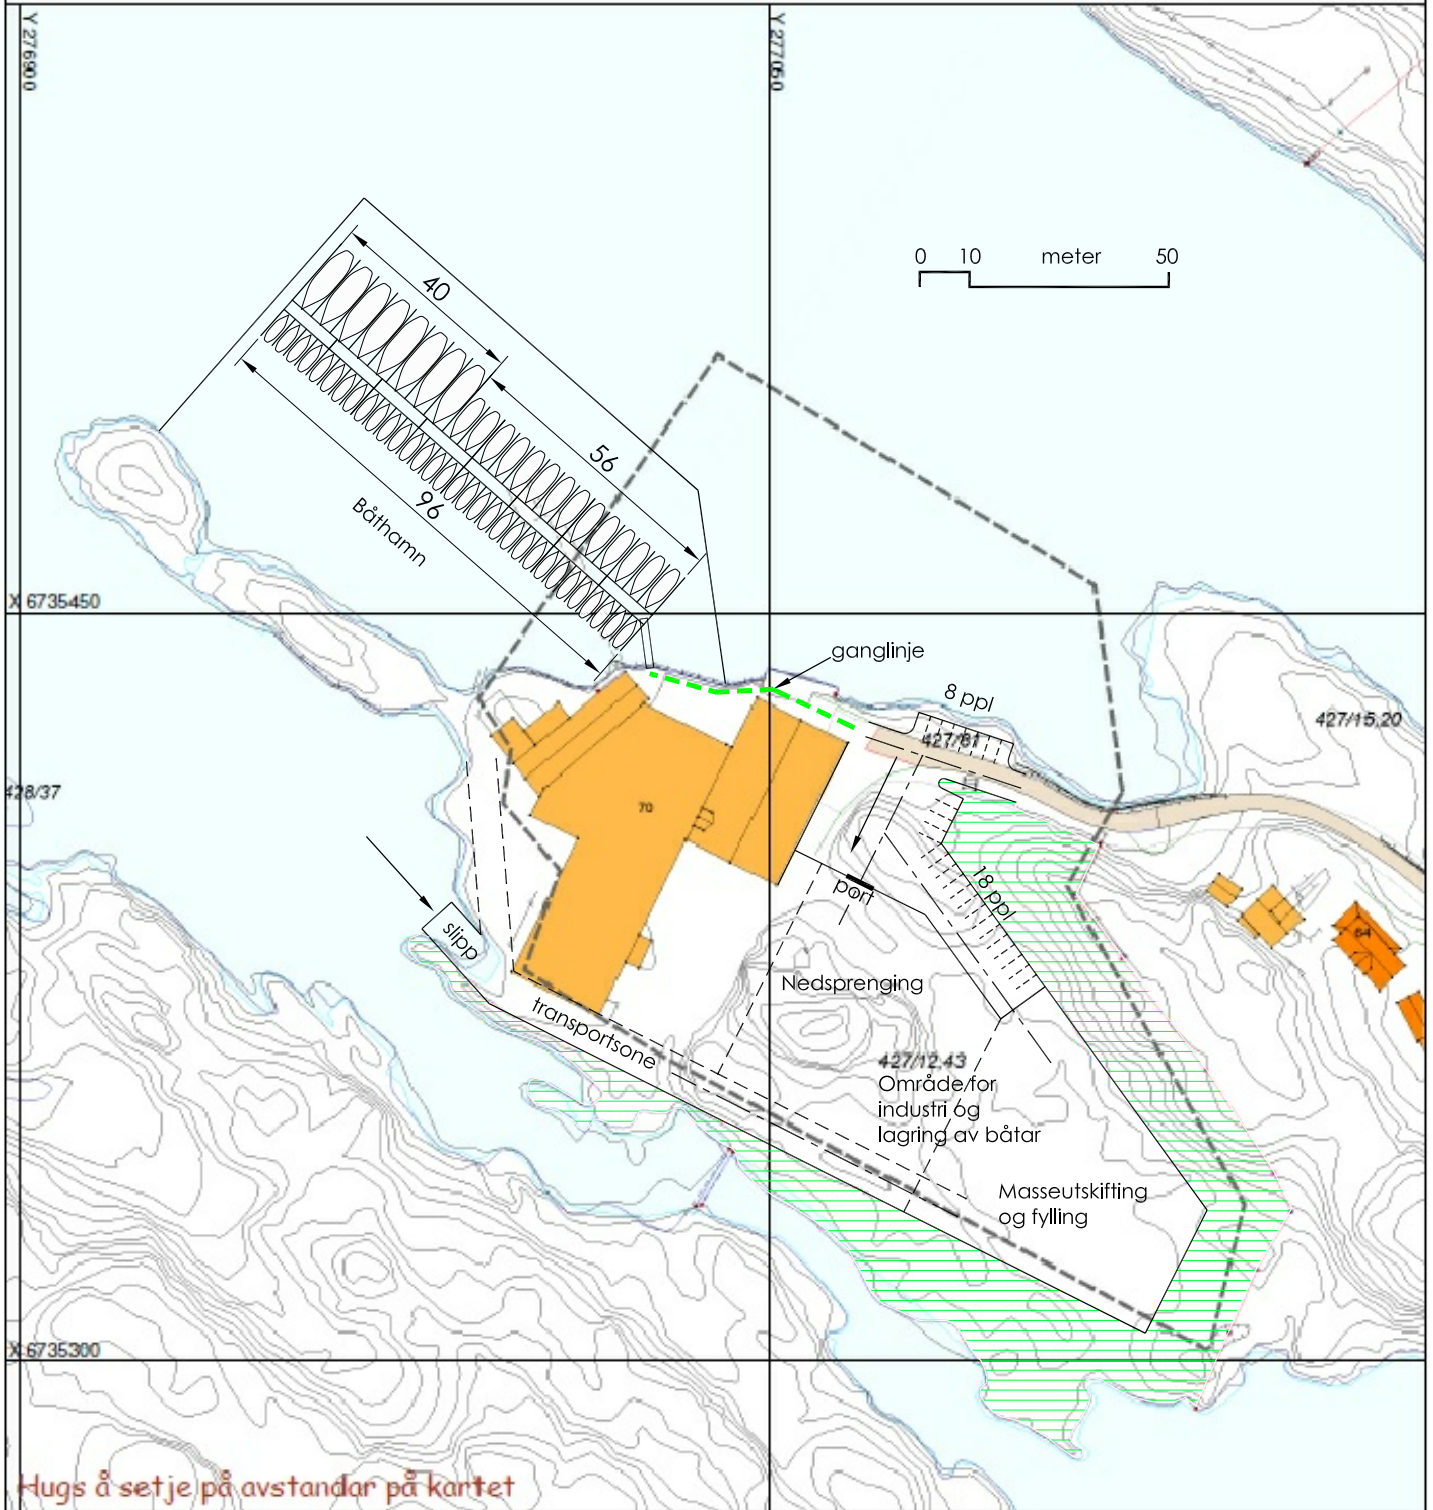 Y 276900
Y 277050
0 10 meter 50
40
56
96
Båthamn
X 6735450
ganglinje
8 ppl
427/81
427/15,20
428/37
70
port
18 ppl
64
slipp
Nedsprenging
transportsone
427/12,43
Område for
industri og
lagring av båtar
Masseutskifting
og fylling
X 6735300
Hugs å setje på avstandar på kartet